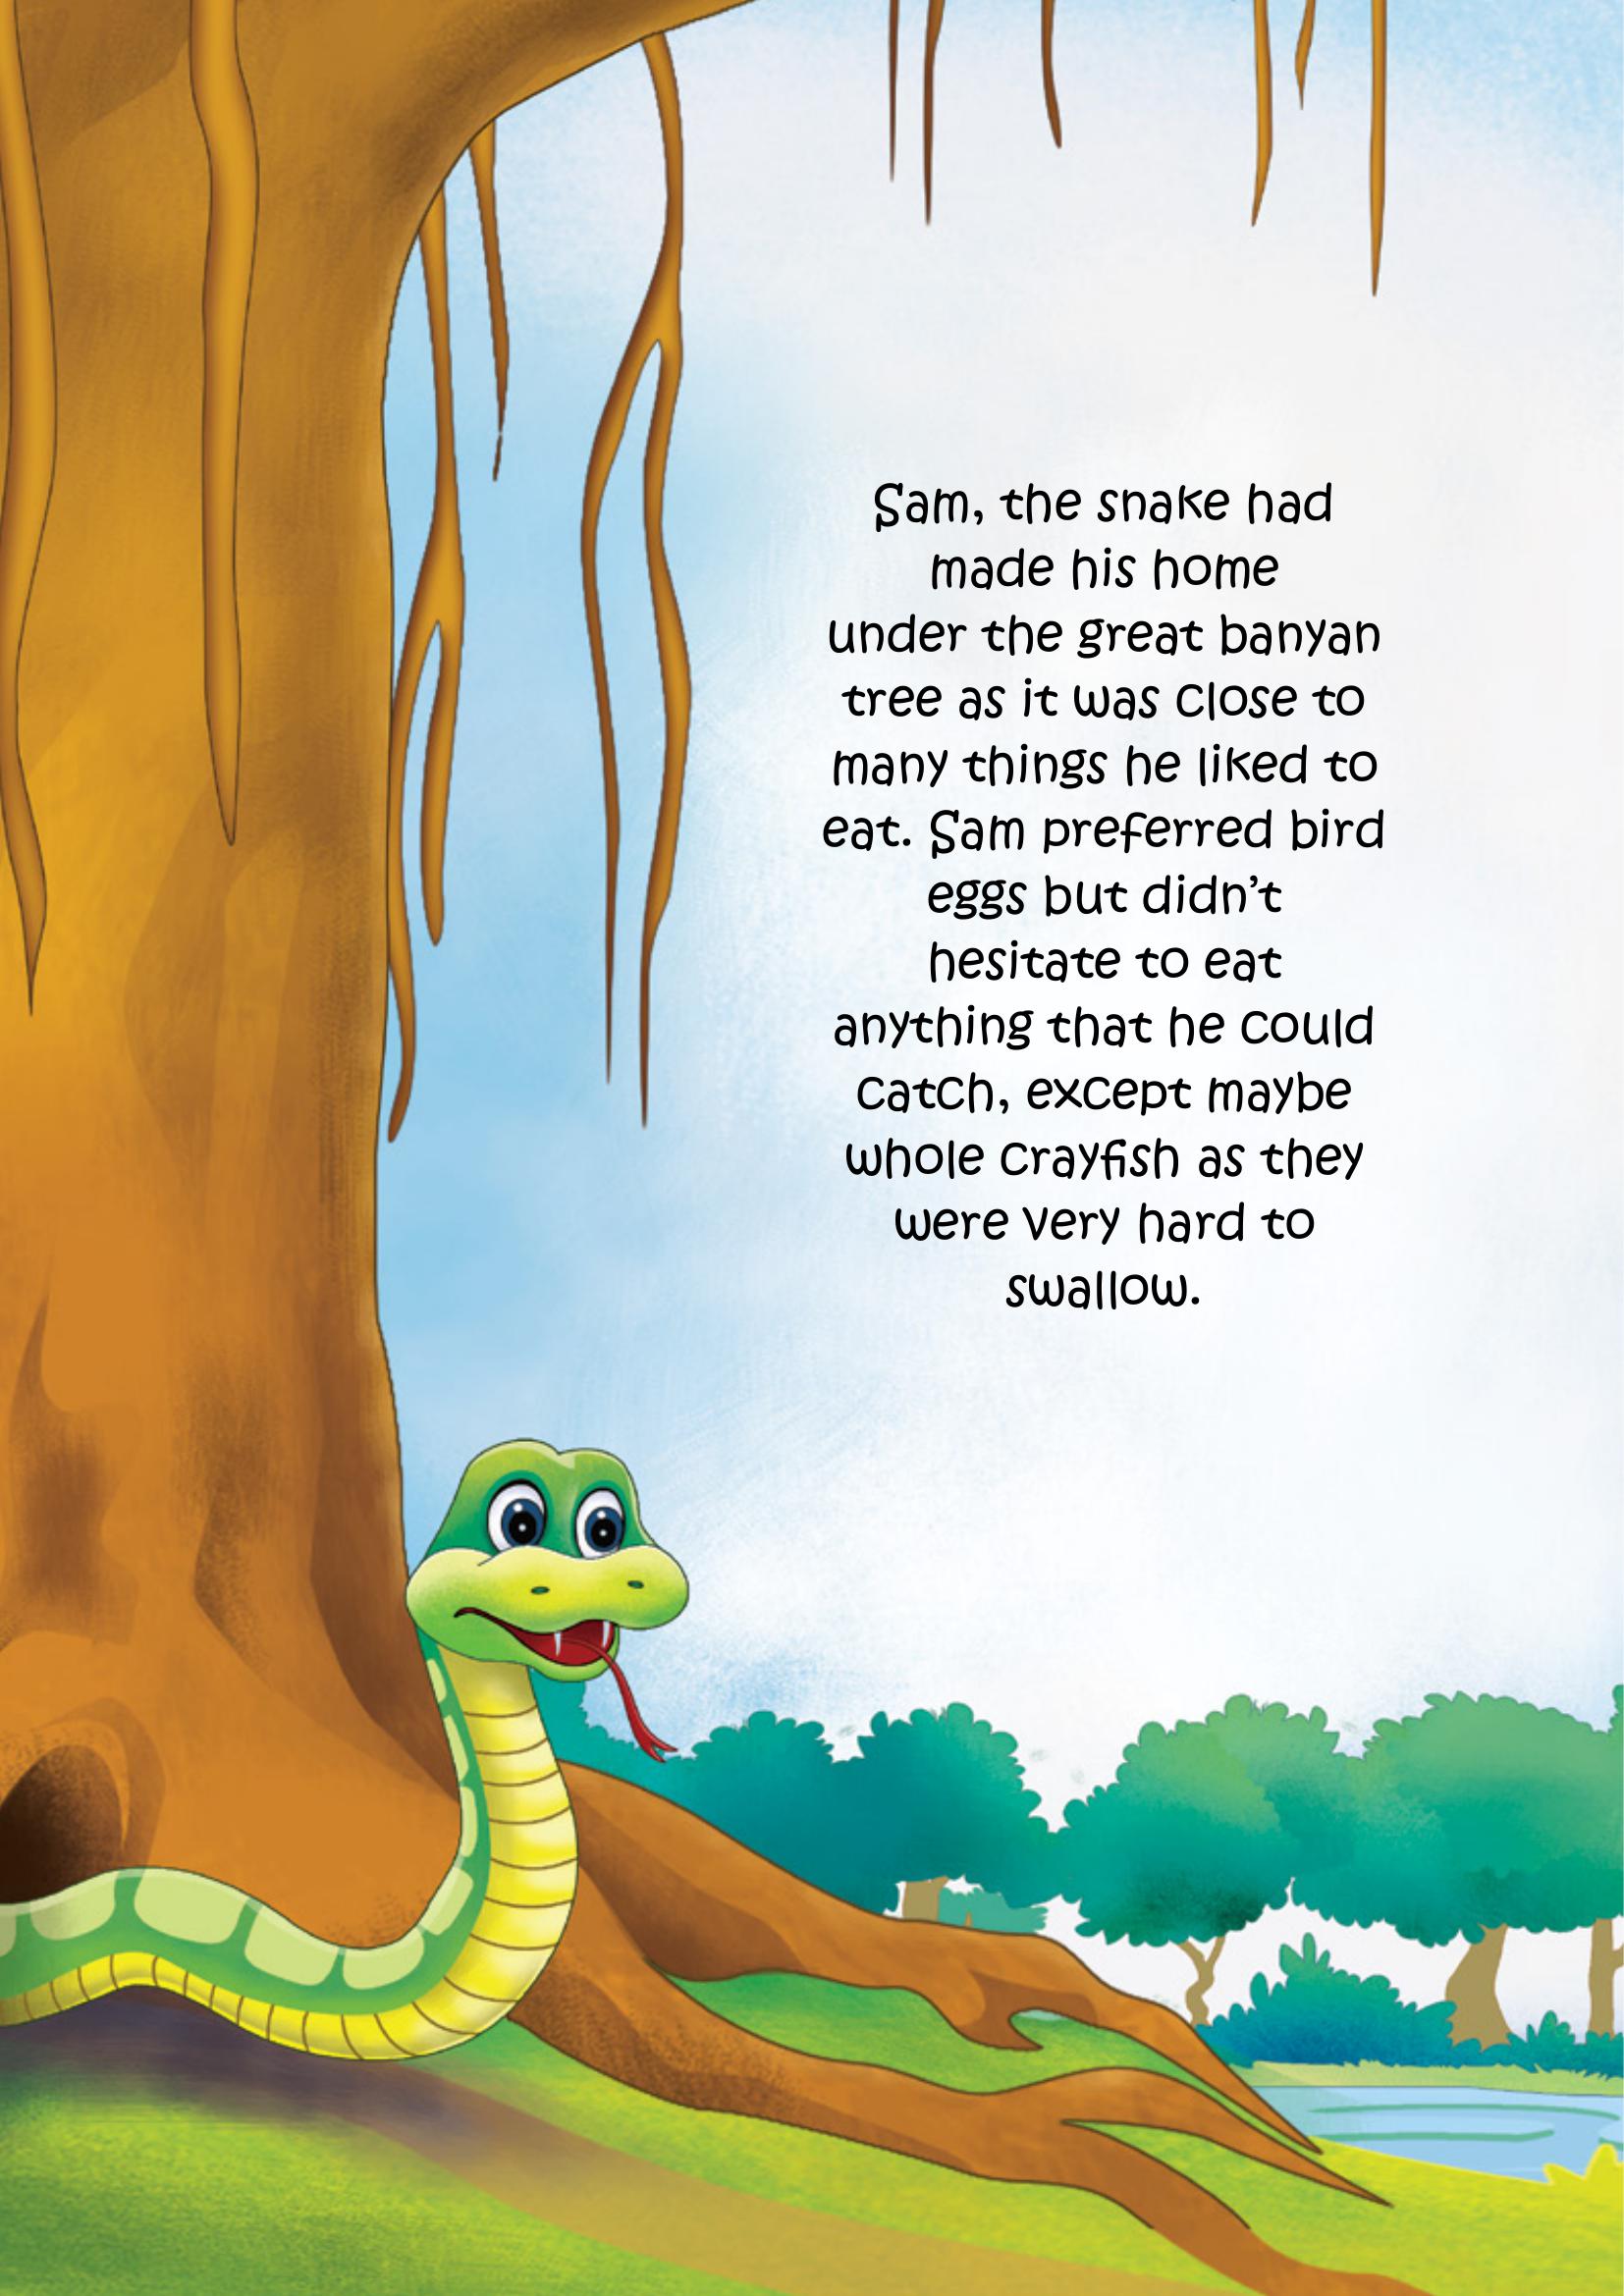 Sam, the snake had
made his home
under the great banyan
tree as it was close to
many things he liked to
eat. Sam preferred bird
eggs but didn’t
hesitate to eat
anything that he could
catch, except maybe
whole crayfish as they
were very hard to
swallow.